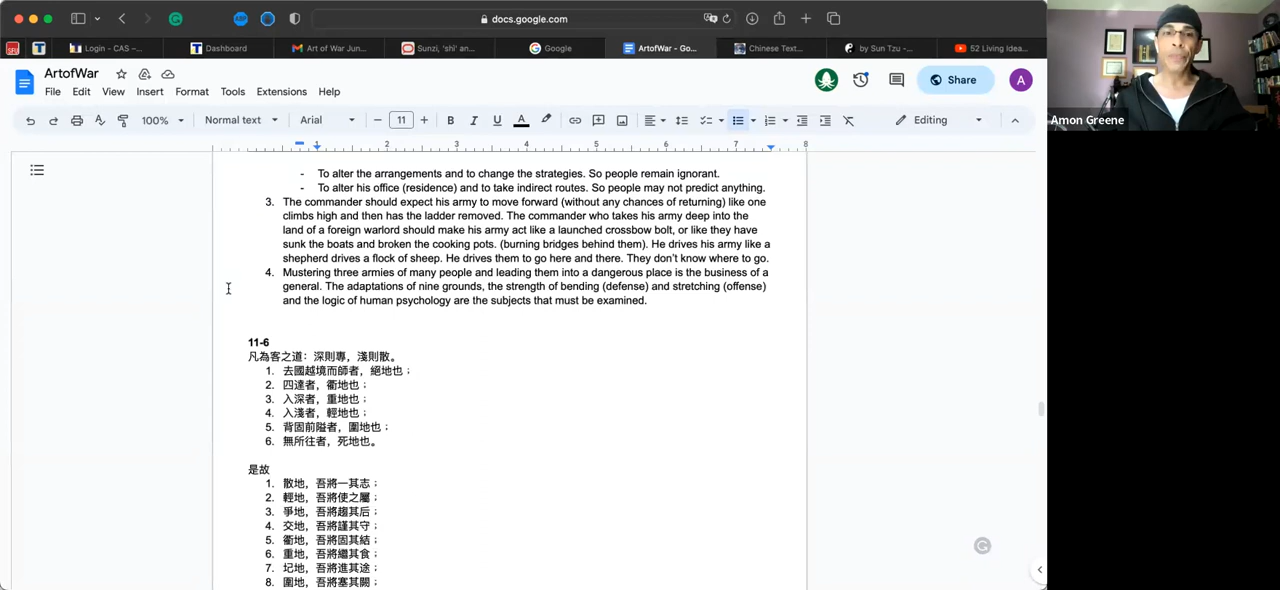 docs.google.com
Login - CAS –...
Dashboard
Art of War Jun...
Sunzi, 'shi' an...
Google
ArtofWar - Go...
Chinese Text...
by Sun Tzu -...
52 Living Idea...
ArtofWar
File Edit View Insert Format Tools Extensions Help
Share
A
100% Normal text Arial 11 Editing
1 2 3 4 5 6 7 8
Amon Greene
- To alter the arrangements and to change the strategies. So people remain ignorant.
- To alter his office (residence) and to take indirect routes. So people may not predict anything.
3. The commander should expect his army to move forward (without any chances of returning) like one
climbs high and then has the ladder removed. The commander who takes his army deep into the
land of a foreign warlord should make his army act like a launched crossbow bolt, or like they have
sunk the boats and broken the cooking pots. (burning bridges behind them). He drives his army like a
shepherd drives a flock of sheep. He drives them to go here and there. They don't know where to go.
4. Mustering three armies of many people and leading them into a dangerous place is the business of a
general. The adaptations of nine grounds, the strength of bending (defense) and stretching (offense)
and the logic of human psychology are the subjects that must be examined.
11-6
凡為客之道：深則專，淺則散。
1. 去國越境而師者，絕地也；
2. 四達者，衢地也；
3. 入深者，重地也；
4. 入淺者，輕地也；
5. 背固前隘者，圍地也；
6. 無所往者，死地也。
是故
1. 散地，吾將一其志；
2. 輕地，吾將使之屬；
3. 爭地，吾將趨其后；
4. 交地，吾將謹其守；
5. 衢地，吾將固其結；
6. 重地，吾將繼其食；
7. 圮地，吾將進其途；
8. 圍地，吾將塞其闕；